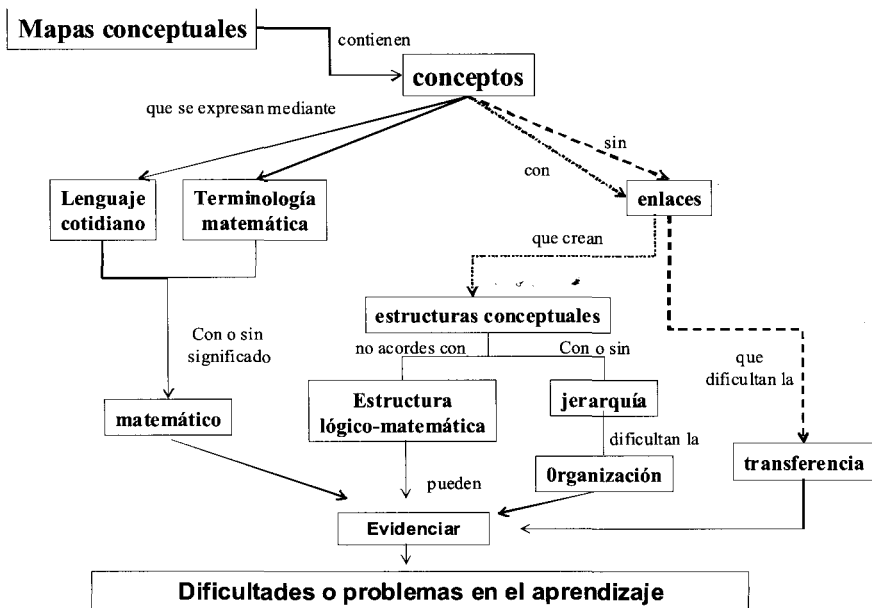 Mapas conceptuales
contienen
conceptos
que se expresan mediante
sin
con
Lenguaje
cotidiano
Terminología
matemática
enlaces
que crean
estructuras conceptuales
Con o sin
significado
no acordes con
Con o sin
que
dificultan la
matemático
Estructura
lógico-matemática
jerarquía
dificultan la
0rganización
transferencia
pueden
Evidenciar
Dificultades o problemas en el aprendizaje